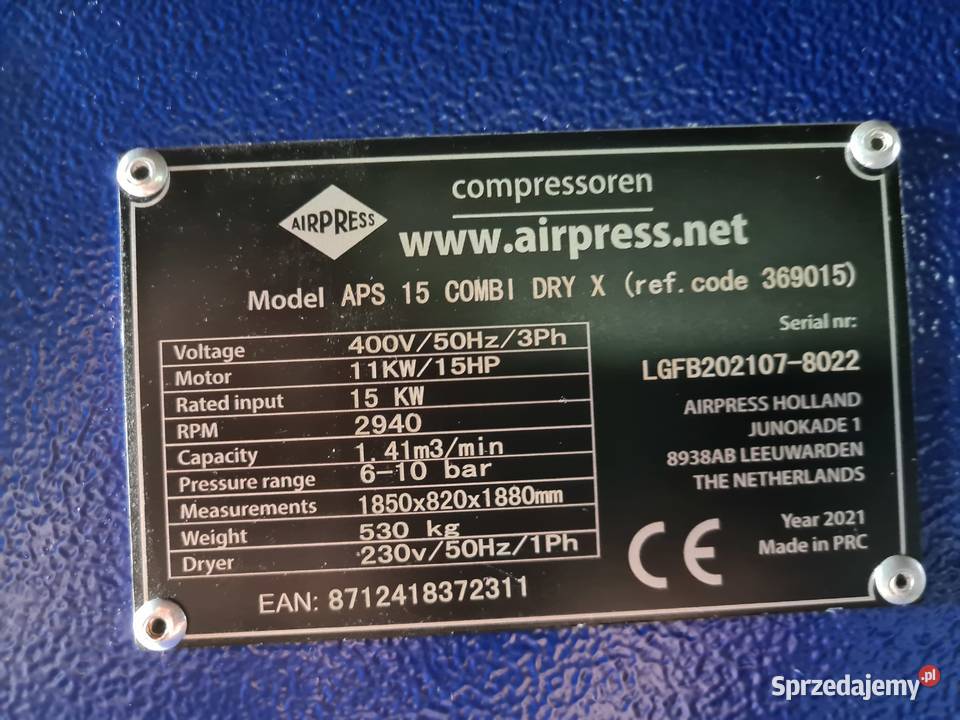 compressoren
AIRPRESS
www.airpress.net
Model APS 15 COMBI DRY X (ref.code 369015)
Serial nr:
LGFB202107-8022
Voltage 400V/50Hz/3Ph
Motor 11KW/15HP
Rated input 15 KW
RPM 2940
Capacity 1.41m3/min
Pressure range 6-10 bar
Measurements 1850x820x1880mm
Weight 530 kg
Dryer 230v/50Hz/1Ph
AIRPRESS HOLLAND
JUNOKADE 1
8938AB LEEUWARDEN
THE NETHERLANDS
CE
Year 2021
Made in PRC
EAN: 8712418372311
Sprzedajemy.pl